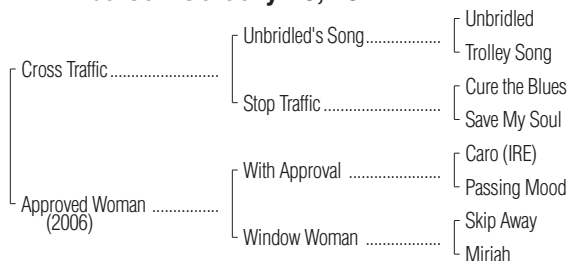 Unbridled
Unbridled's Song
Trolley Song
Cross Traffic
Cure the Blues
Stop Traffic
Save My Soul
Caro (IRE)
With Approval
Passing Mood
Approved Woman
(2006)
Skip Away
Window Woman
Miriah